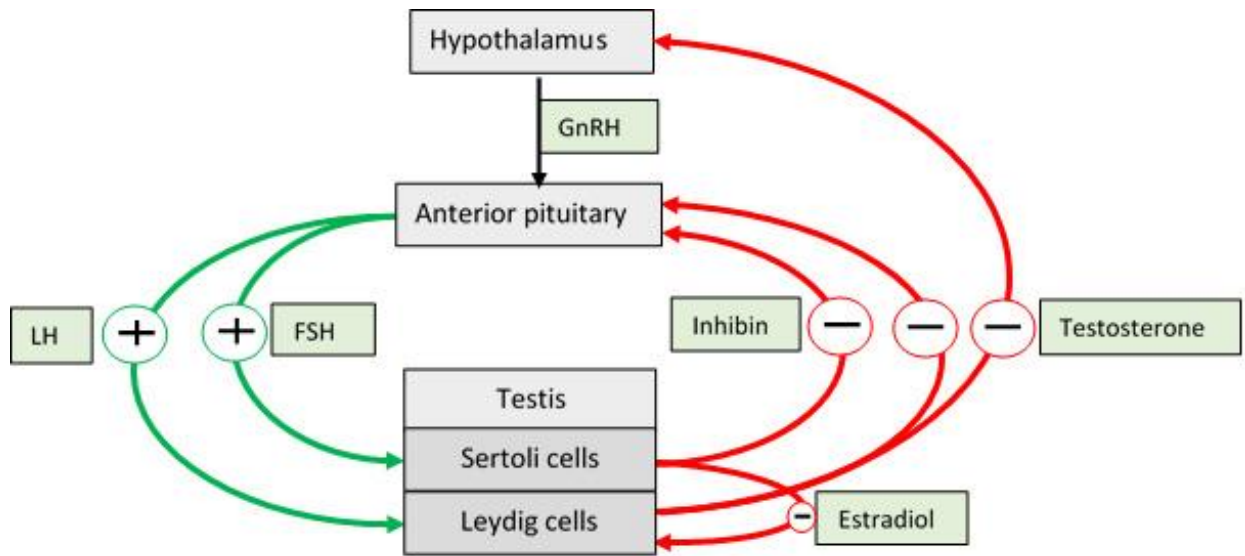 Hypothalamus
GnRH
Anterior pituitary
LH
+
+
FSH
Inhibin
−
−
−
Testosterone
Testis
Sertoli cells
Leydig cells
-
Estradiol